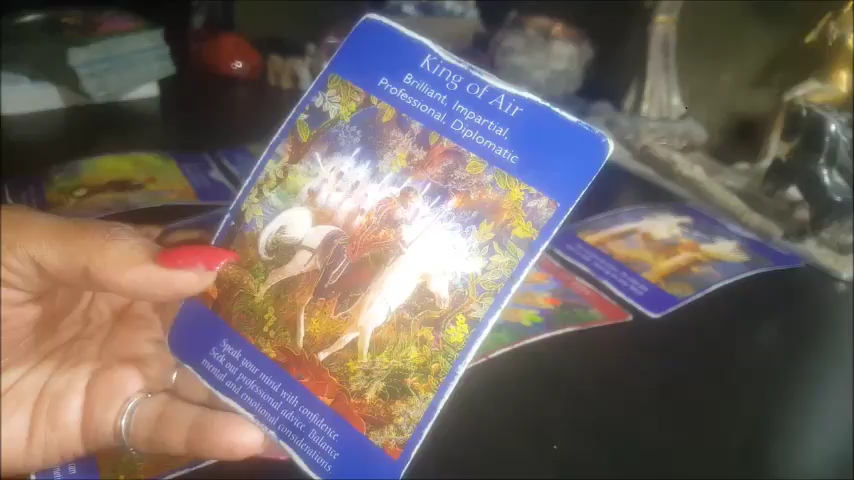 King of Air
Brilliant, Impartial,
Professional, Diplomatic
Speak your mind with confidence.
Seek out professional advice. Balance
mental and emotional considerations